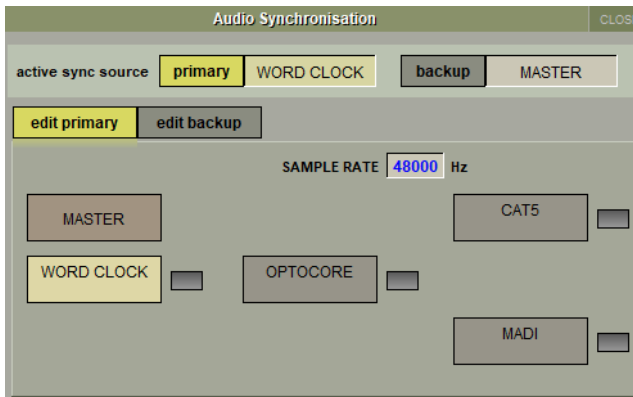 Audio Synchronisation CLOS
active sync source primary WORD CLOCK backup MASTER
edit primary edit backup
SAMPLE RATE 48000 Hz
MASTER CAT5
WORD CLOCK OPTOCORE
MADI